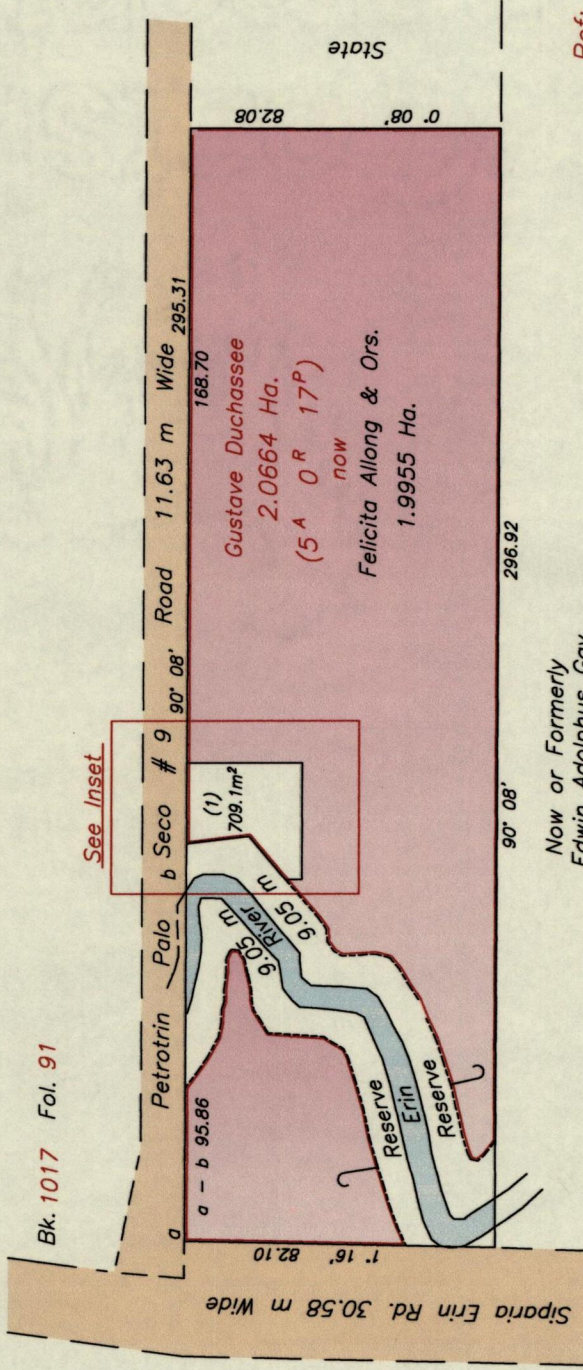 Bk. 1017 Fol. 91
See Inset
Petrotrin Palo b Seco # 9 90° 08' Road 11.63 m Wide 295.31
a
a - b 95.86
168.70
State
82.08
0° 08'
(1)
709.1m²
Gustave Duchassee
2.0664 Ha.
(5ᴬ 0ᴿ 17ᴾ)
now
Felicita Allong & Ors.
1.9955 Ha.
9.05 m
River
9.05 m
Reserve
Erin
Reserve
1° 16' 82.10
Siparia Erin Rd. 30.58 m Wide
90° 08'
296.92
Now or Formerly